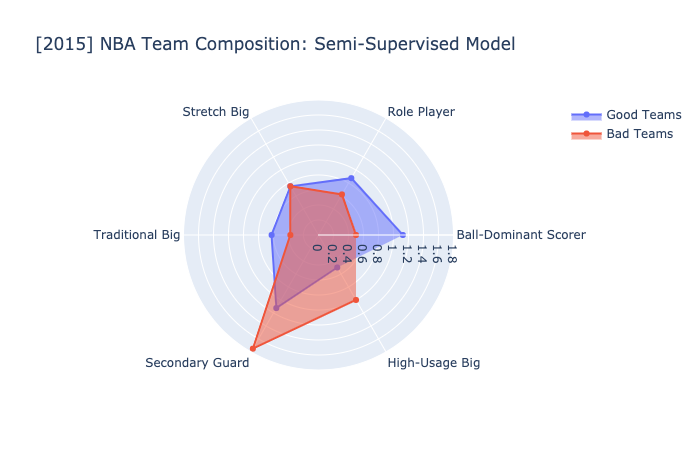 [2015] NBA Team Composition: Semi-Supervised Model
Stretch Big
Role Player
Good Teams
Bad Teams
Traditional Big
Ball-Dominant Scorer
0
0.2
0.4
0.6
0.8
1
1.2
1.4
1.6
1.8
Secondary Guard
High-Usage Big